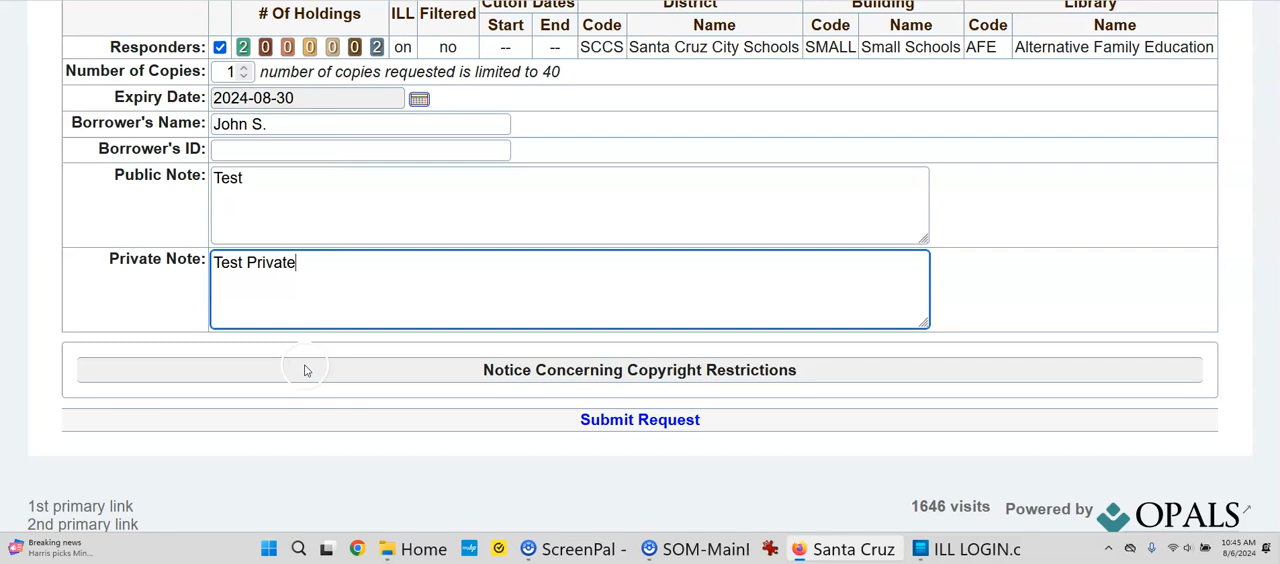 Cutoff Dates District Building Library
# Of Holdings ILL Filtered
Start End Code Name Code Name Code Name
Responders: 2 0 0 0 0 0 2 on no -- -- SCCS Santa Cruz City Schools SMALL Small Schools AFE Alternative Family Education
Number of Copies: 1 number of copies requested is limited to 40
Expiry Date: 2024-08-30
Borrower's Name: John S.
Borrower's ID:
Public Note: Test
Private Note: Test Private
Notice Concerning Copyright Restrictions
Submit Request
1st primary link
2nd primary link
1646 visits Powered by OPALS
Breaking news
Harris picks Min...
Home ScreenPal - SOM-MainI Santa Cruz ILL LOGIN.c
10:45 AM
8/6/2024